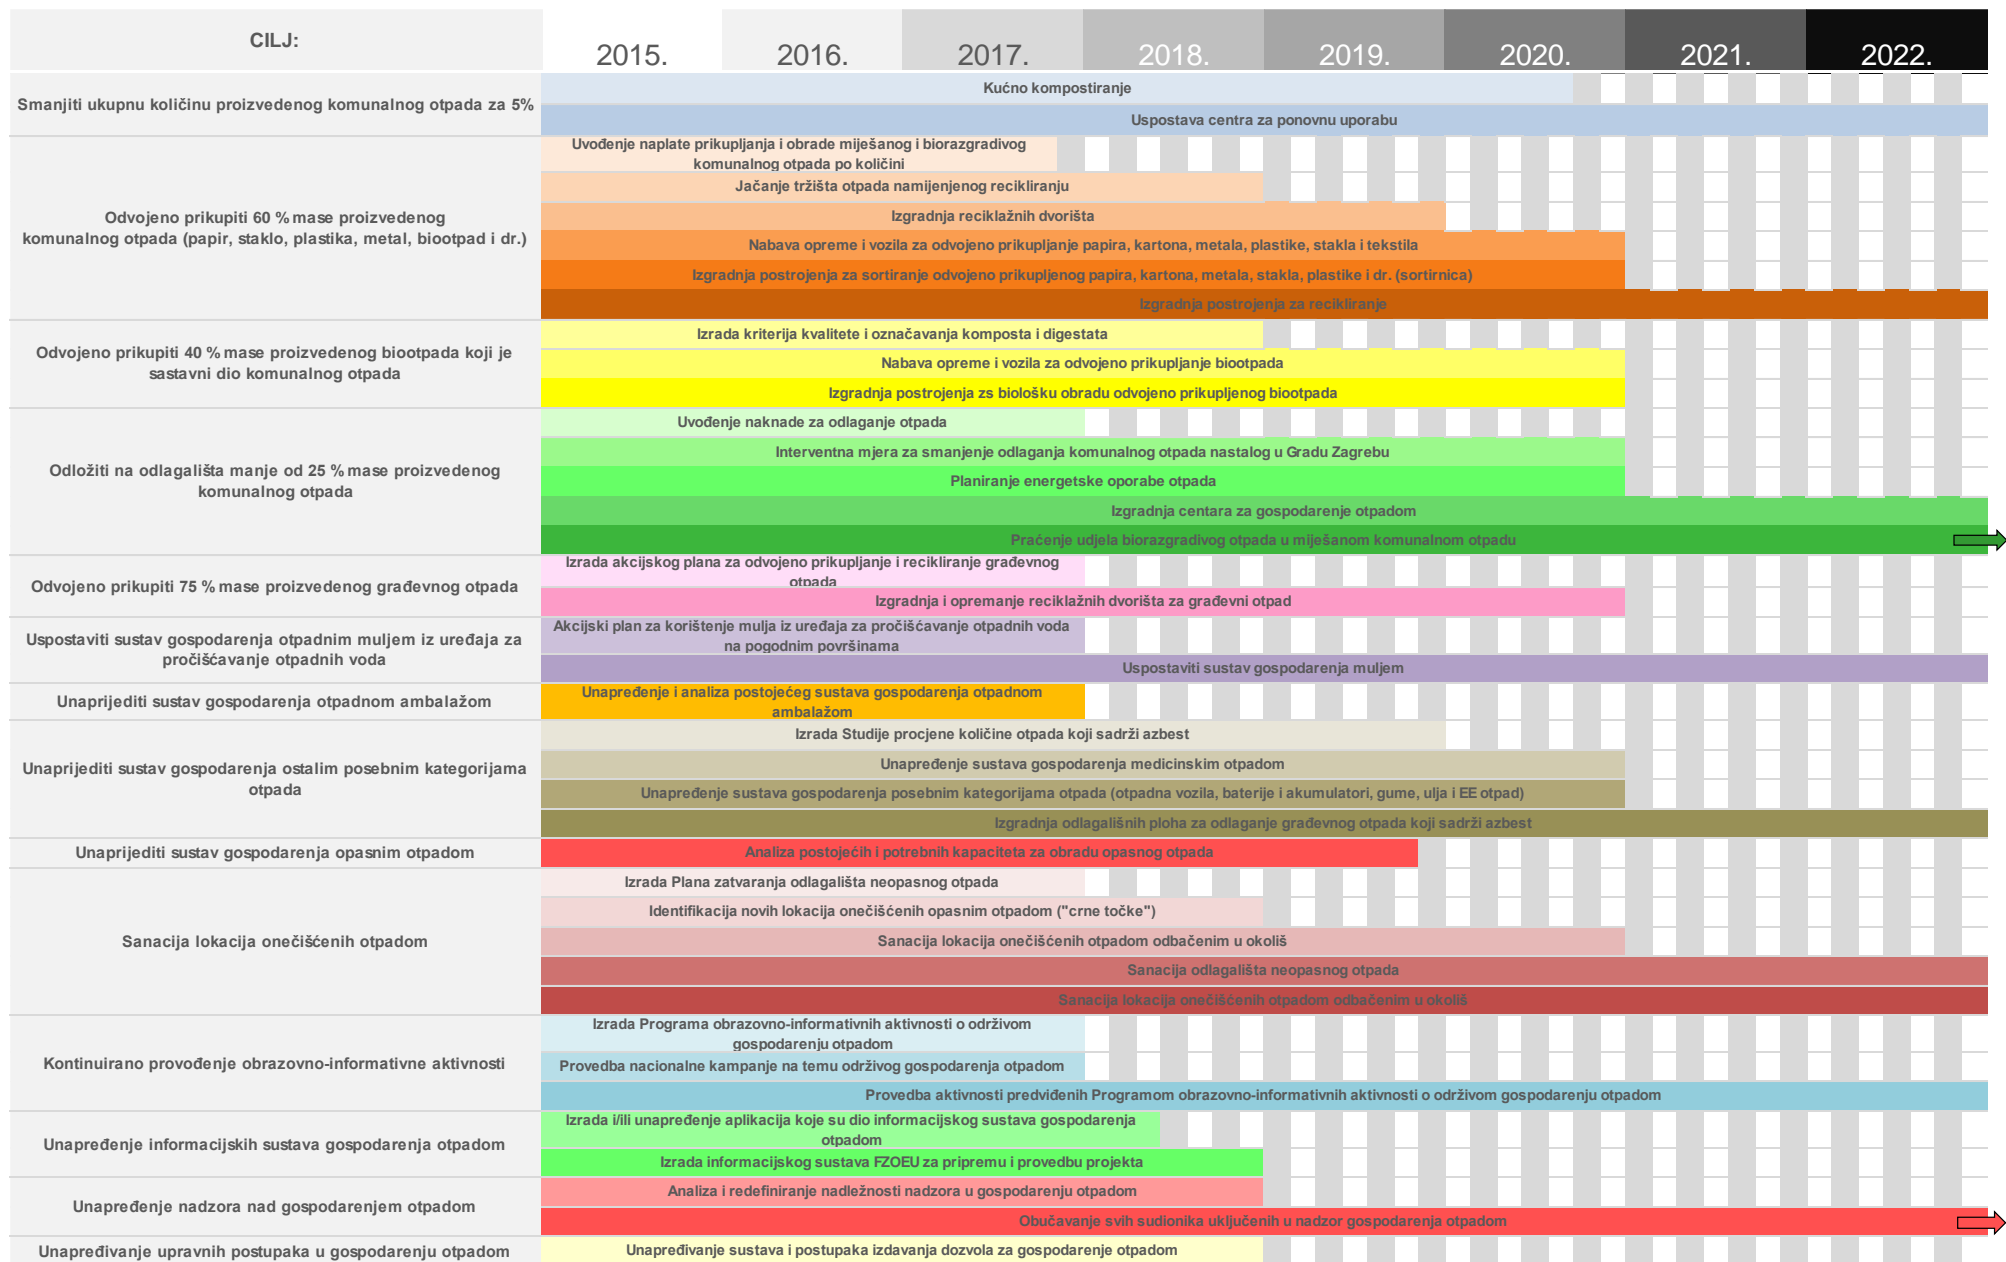 CILJ:
2015. 2016. 2017. 2018. 2019. 2020. 2021. 2022.
Smanjiti ukupnu količinu proizvedenog komunalnog otpada za 5%
Kućno kompostiranje
Uspostava centra za ponovnu uporabu
Odvojeno prikupiti 60 % mase proizvedenog
komunalnog otpada (papir, staklo, plastika, metal, biootpad i dr.)
Uvođenje naplate prikupljanja i obrade miješanog i biorazgradivog
komunalnog otpada po količini
Jačanje tržišta otpada namijenjenog recikliranju
Izgradnja reciklažnih dvorišta
Nabava opreme i vozila za odvojeno prikupljanje papira, kartona, metala, plastike, stakla i tekstila
Izgradnja postrojenja za sortiranje odvojeno prikupljenog papira, kartona, metala, stakla, plastike i dr. (sortirnica)
Izgradnja postrojenja za recikliranje
Odvojeno prikupiti 40 % mase proizvedenog biootpada koji je
sastavni dio komunalnog otpada
Izrada kriterija kvalitete i označavanja komposta i digestata
Nabava opreme i vozila za odvojeno prikupljanje biootpada
Izgradnja postrojenja zs biološku obradu odvojeno prikupljenog biootpada
Odložiti na odlagališta manje od 25 % mase proizvedenog
komunalnog otpada
Uvođenje naknade za odlaganje otpada
Interventna mjera za smanjenje odlaganja komunalnog otpada nastalog u Gradu Zagrebu
Planiranje energetske oporabe otpada
Izgradnja centara za gospodarenje otpadom
Praćenje udjela biorazgradivog otpada u miješanom komunalnom otpadu
Odvojeno prikupiti 75 % mase proizvedenog građevnog otpada
Izrada akcijskog plana za odvojeno prikupljanje i recikliranje građevnog
otpada
Izgradnja i opremanje reciklažnih dvorišta za građevni otpad
Uspostaviti sustav gospodarenja otpadnim muljem iz uređaja za
pročišćavanje otpadnih voda
Akcijski plan za korištenje mulja iz uređaja za pročišćavanje otpadnih voda
na pogodnim površinama
Uspostaviti sustav gospodarenja muljem
Unaprijediti sustav gospodarenja otpadnom ambalažom
Unapređenje i analiza postojećeg sustava gospodarenja otpadnom
ambalažom
Unaprijediti sustav gospodarenja ostalim posebnim kategorijama
otpada
Izrada Studije procjene količine otpada koji sadrži azbest
Unapređenje sustava gospodarenja medicinskim otpadom
Unapređenje sustava gospodarenja posebnim kategorijama otpada (otpadna vozila, baterije i akumulatori, gume, ulja i EE otpad)
Izgradnja odlagališnih ploha za odlaganje građevnog otpada koji sadrži azbest
Unaprijediti sustav gospodarenja opasnim otpadom
Analiza postojećih i potrebnih kapaciteta za obradu opasnog otpada
Sanacija lokacija onečišćenih otpadom
Izrada Plana zatvaranja odlagališta neopasnog otpada
Identifikacija novih lokacija onečišćenih opasnim otpadom ("crne točke")
Sanacija lokacija onečišćenih otpadom odbačenim u okoliš
Sanacija odlagališta neopasnog otpada
Sanacija lokacija onečišćenih otpadom odbačenim u okoliš
Kontinuirano provođenje obrazovno-informativne aktivnosti
Izrada Programa obrazovno-informativnih aktivnosti o održivom
gospodarenju otpadom
Provedba nacionalne kampanje na temu održivog gospodarenja otpadom
Provedba aktivnosti predviđenih Programom obrazovno-informativnih aktivnosti o održivom gospodarenju otpadom
Unapređenje informacijskih sustava gospodarenja otpadom
Izrada i/ili unapređenje aplikacija koje su dio informacijskog sustava gospodarenja
otpadom
Izrada informacijskog sustava FZOEU za pripremu i provedbu projekta
Unapređenje nadzora nad gospodarenjem otpadom
Analiza i redefiniranje nadležnosti nadzora u gospodarenju otpadom
Obučavanje svih sudionika uključenih u nadzor gospodarenja otpadom
Unapređivanje upravnih postupaka u gospodarenju otpadom
Unapređivanje sustava i postupaka izdavanja dozvola za gospodarenje otpadom